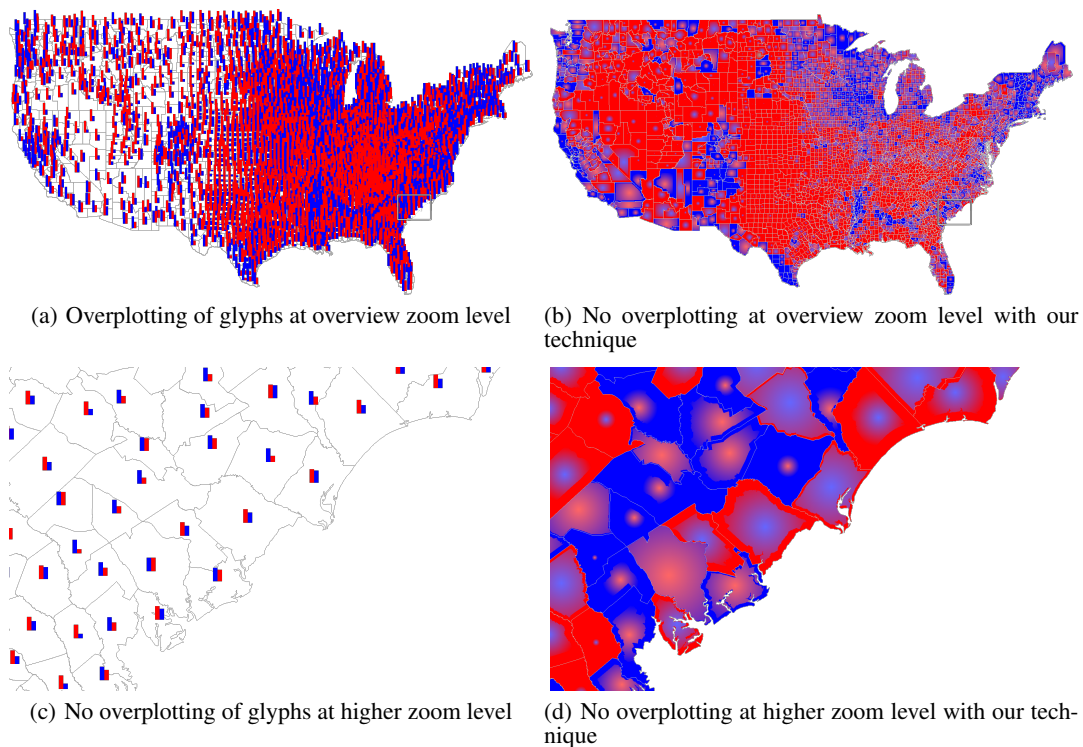 (a) Overplotting of glyphs at overview zoom level
(b) No overplotting at overview zoom level with our
technique
(c) No overplotting of glyphs at higher zoom level
(d) No overplotting at higher zoom level with our tech-
nique